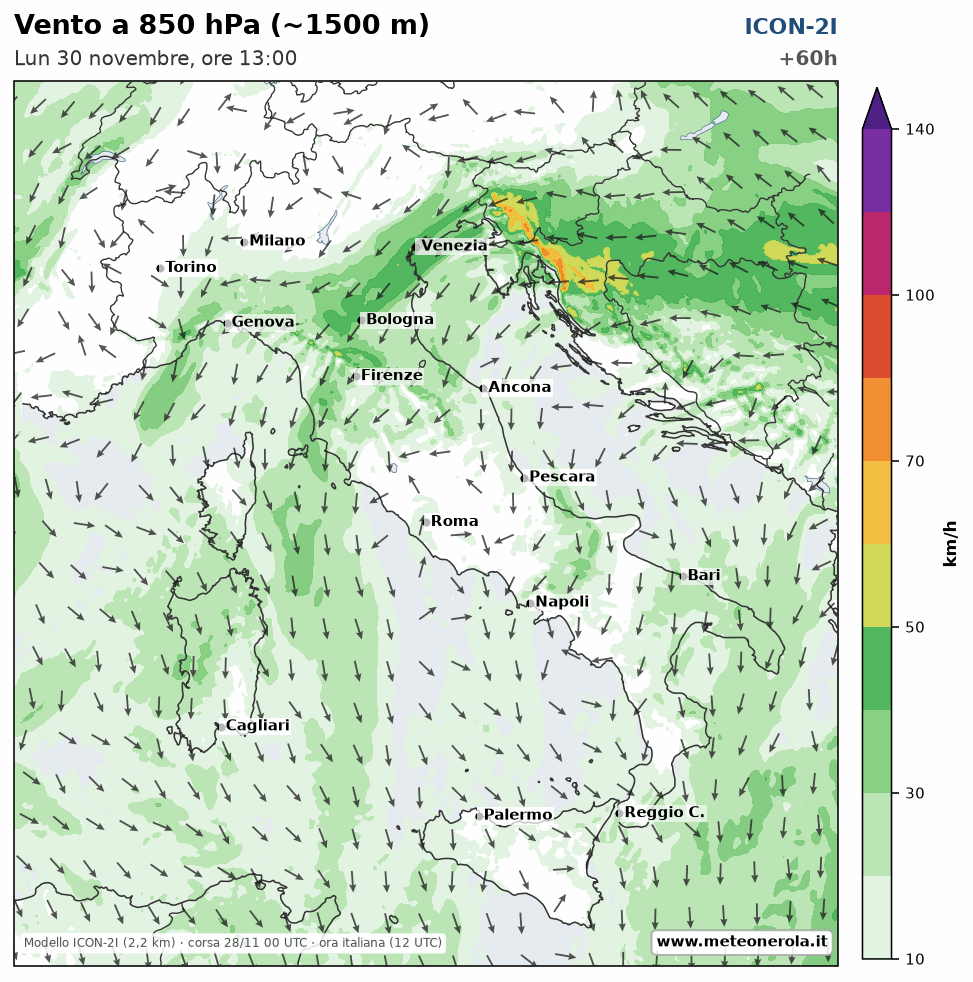 Vento a 850 hPa (~1500 m)
ICON-2I
Lun 30 novembre, ore 13:00
+60h
140
100
70
50
30
10
km/h
Milano
Venezia
Torino
Genova
Bologna
Firenze
Ancona
Pescara
Roma
Bari
Napoli
Cagliari
Palermo
Reggio C.
Modello ICON-2I (2,2 km) · corsa 28/11 00 UTC · ora italiana (12 UTC)
www.meteonerola.it